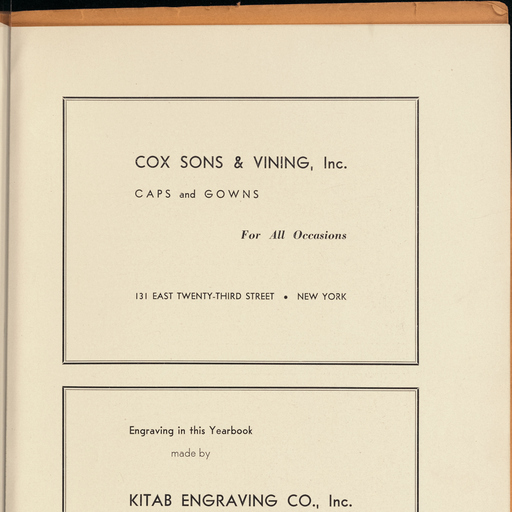 COX SONS & VINING, Inc.
CAPS and GOWNS
For All Occasions
131 EAST TWENTY-THIRD STREET • NEW YORK
Engraving in this Yearbook
made by
KITAB ENGRAVING CO., Inc.